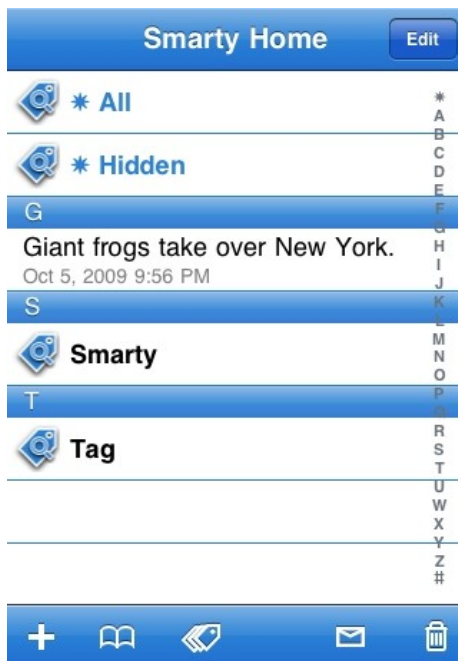 Smarty Home
Edit
✷ All
✷ Hidden
G
Giant frogs take over New York.
Oct 5, 2009 9:56 PM
S
Smarty
T
Tag
✷
A
B
C
D
E
F
G
H
I
J
K
L
M
N
O
P
Q
R
S
T
U
W
X
Y
Z
#